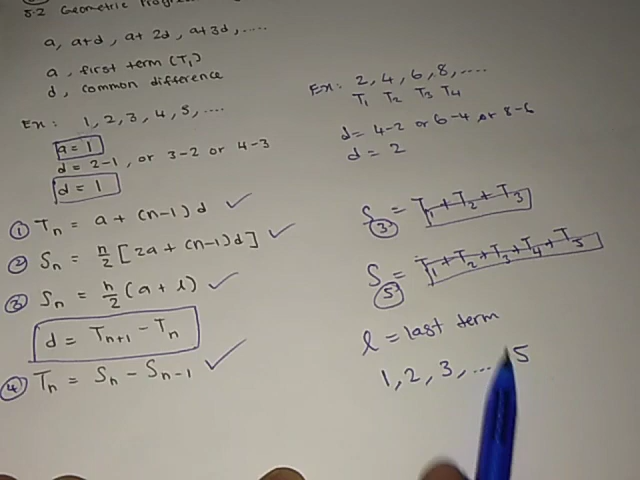 5.2 Geometric
a, a+d, a+2d, a+3d, .....
a, first term (T₁)
d, common difference
Ex: 1, 2, 3, 4, 5, ....
a = 1
d = 2-1, or 3-2 or 4-3
d = 1
① Tₙ = a + (n-1) d ✓
② Sₙ = n/2 [2a + (n-1)d] ✓
③ Sₙ = n/2 (a + l) ✓
d = Tₙ₊₁ - Tₙ
④ Tₙ = Sₙ - Sₙ₋₁ ✓
Ex: 2, 4, 6, 8, ....
T₁ T₂ T₃ T₄
d = 4-2 or 6-4 or 8-6
d = 2
S₃ = T₁+T₂+T₃
S₅ = T₁+T₂+T₃+T₄+T₅
l = last term
1, 2, 3, .... 5